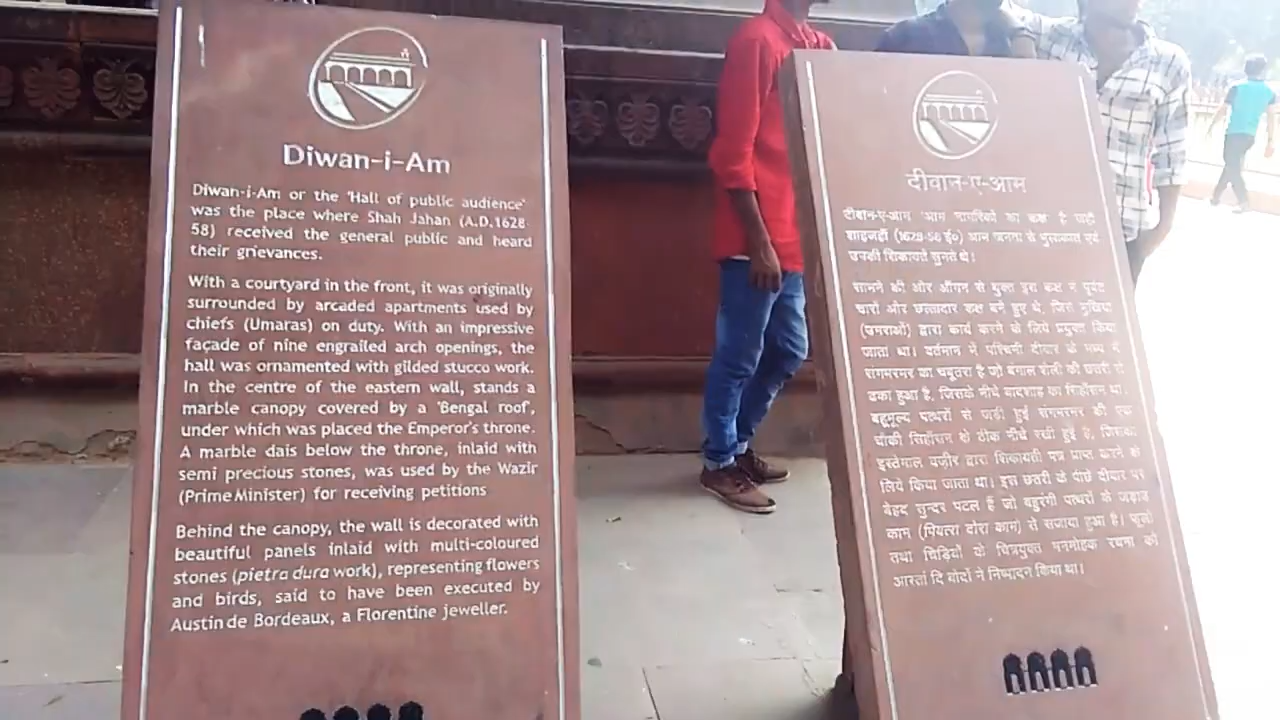 Diwan-i-Am
Diwan-i-Am or the 'Hall of public audience'
was the place where Shah Jahan (A.D.1628-
58) received the general public and heard
their grievances.
With a courtyard in the front, it was originally
surrounded by arcaded apartments used by
chiefs (Umaras) on duty. With an impressive
façade of nine engrailed arch openings, the
hall was ornamented with gilded stucco work.
In the centre of the eastern wall, stands a
marble canopy covered by a 'Bengal roof',
under which was placed the Emperor's throne.
A marble dais below the throne, inlaid with
semi precious stones, was used by the Wazir
(Prime Minister) for receiving petitions
Behind the canopy, the wall is decorated with
beautiful panels inlaid with multi-coloured
stones (pietra dura work), representing flowers
and birds, said to have been executed by
Austin de Bordeaux, a Florentine jeweller.
दीवान-ए-आम
दीवान-ए-आम 'आम नागरिकों का कक्ष' है जहाँ
शाहजहाँ (1628-58 ई०) आम जनता से मुलाकात एवं
उनकी शिकायतें सुनते थे।
सामने की ओर आँगन से युक्त इस कक्ष में
चारों ओर छज्जादार कक्ष बने हुए थे, जिसे मुखिया
(उमराओं) द्वारा कार्य करने के लिये प्रयुक्त किया
जाता था। वर्तमान में पश्चिमी दीवार के मध्य में
संगमरमर का चबूतरा है जो बंगाल शैली की छतरी से
ढका हुआ है, जिसके नीचे बादशाह का सिंहाँसन था।
बहुमूल्य पत्थरों से जड़ी हुई संगमरमर की एक
चौकी सिंहाँसन के ठीक नीचे रखी हुई है, जिसका
इस्तेमाल वज़ीर द्वारा शिकायती पत्र प्राप्त करने के
लिये किया जाता था। इस छतरी के पीछे दीवार पर
बेहद सुन्दर पटल हैं जो बहुरंगी पत्थरों के जड़ाऊ
काम (पियत्रा दोरा काम) से सजाया हुआ है। फूलों
तथा चिड़ियों के चित्रयुक्त मनमोहक रचना को
दि बोर्दो ने निष्पादन किया था।